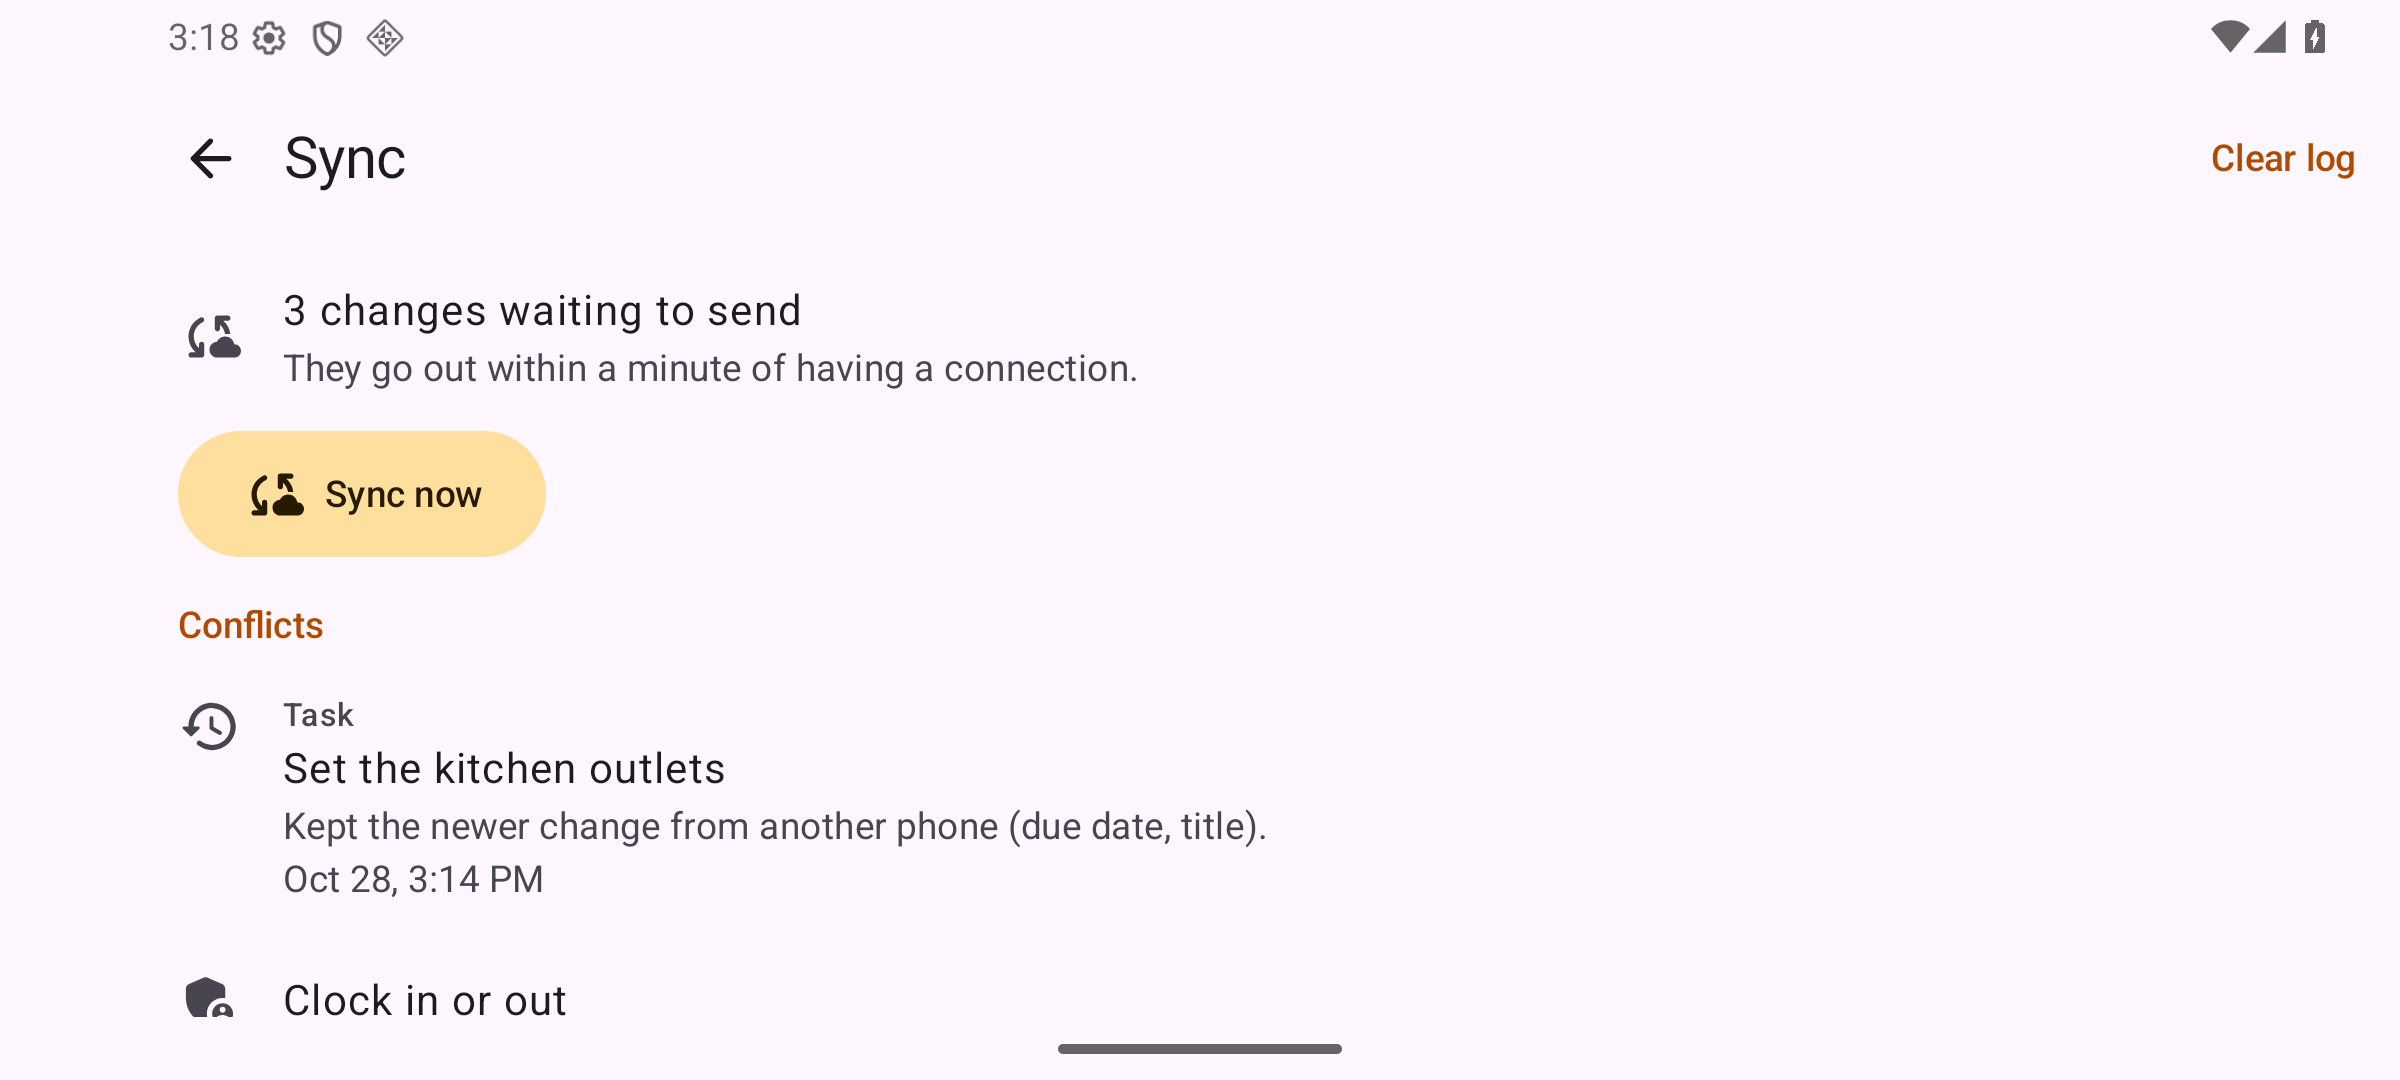 3:18
Sync
Clear log
3 changes waiting to send
They go out within a minute of having a connection.
Sync now
Conflicts
Task
Set the kitchen outlets
Kept the newer change from another phone (due date, title).
Oct 28, 3:14 PM
Clock in or out